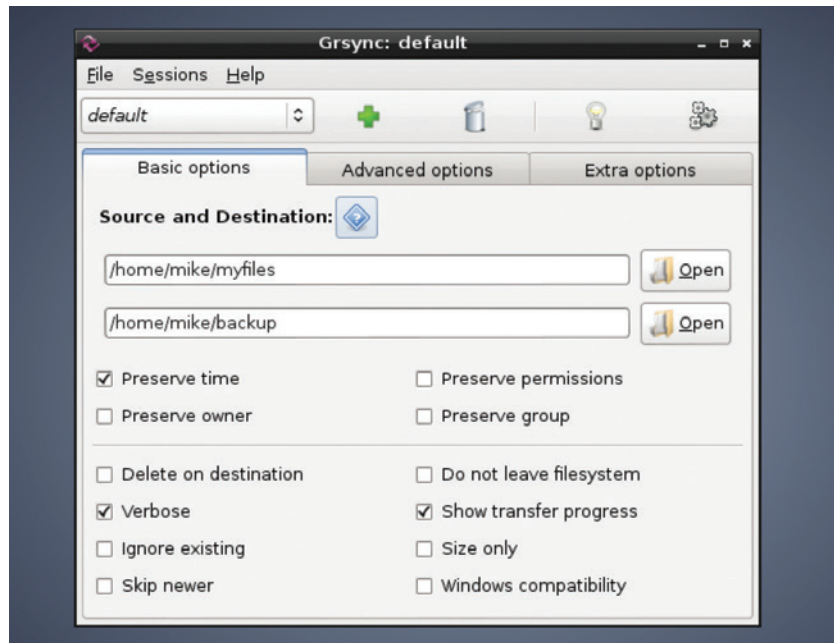 Grsync: default
File Sessions Help
default
Basic options Advanced options Extra options
Source and Destination:
/home/mike/myfiles Open
/home/mike/backup Open
Preserve time Preserve permissions
Preserve owner Preserve group
Delete on destination Do not leave filesystem
Verbose Show transfer progress
Ignore existing Size only
Skip newer Windows compatibility